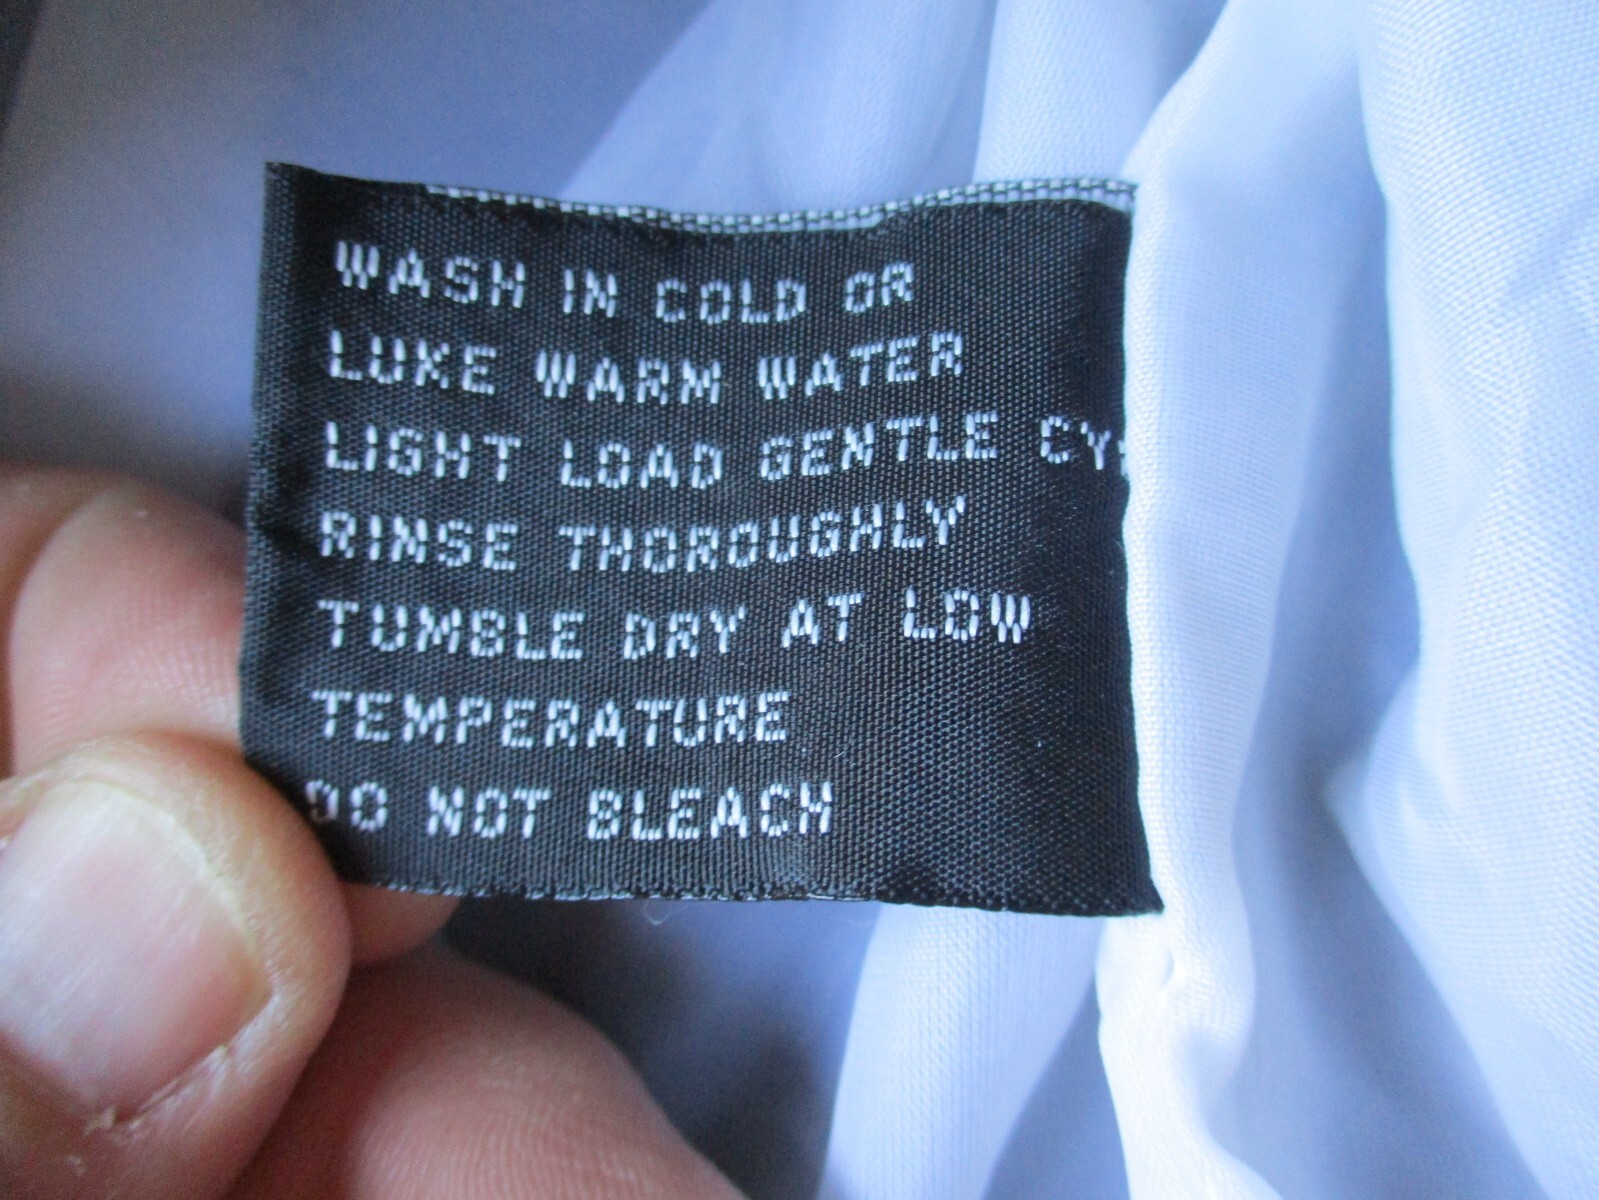 WASH IN COLD OR
LUKE WARM WATER
LIGHT LOAD GENTLE CY
RINSE THOROUGHLY
TUMBLE DRY AT LOW
TEMPERATURE
DO NOT BLEACH